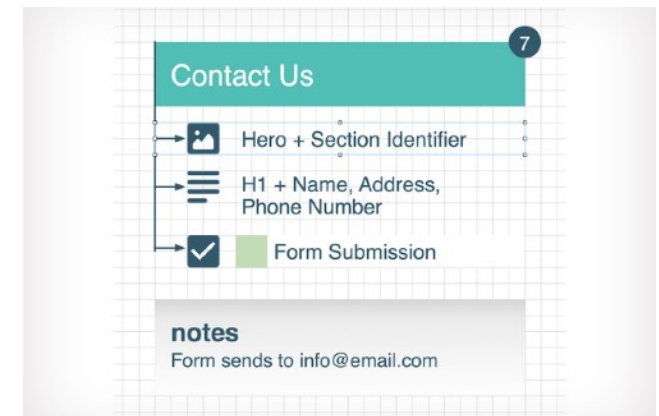 7
Contact Us
Hero + Section Identifier
H1 + Name, Address,
Phone Number
Form Submission
notes
Form sends to info@email.com